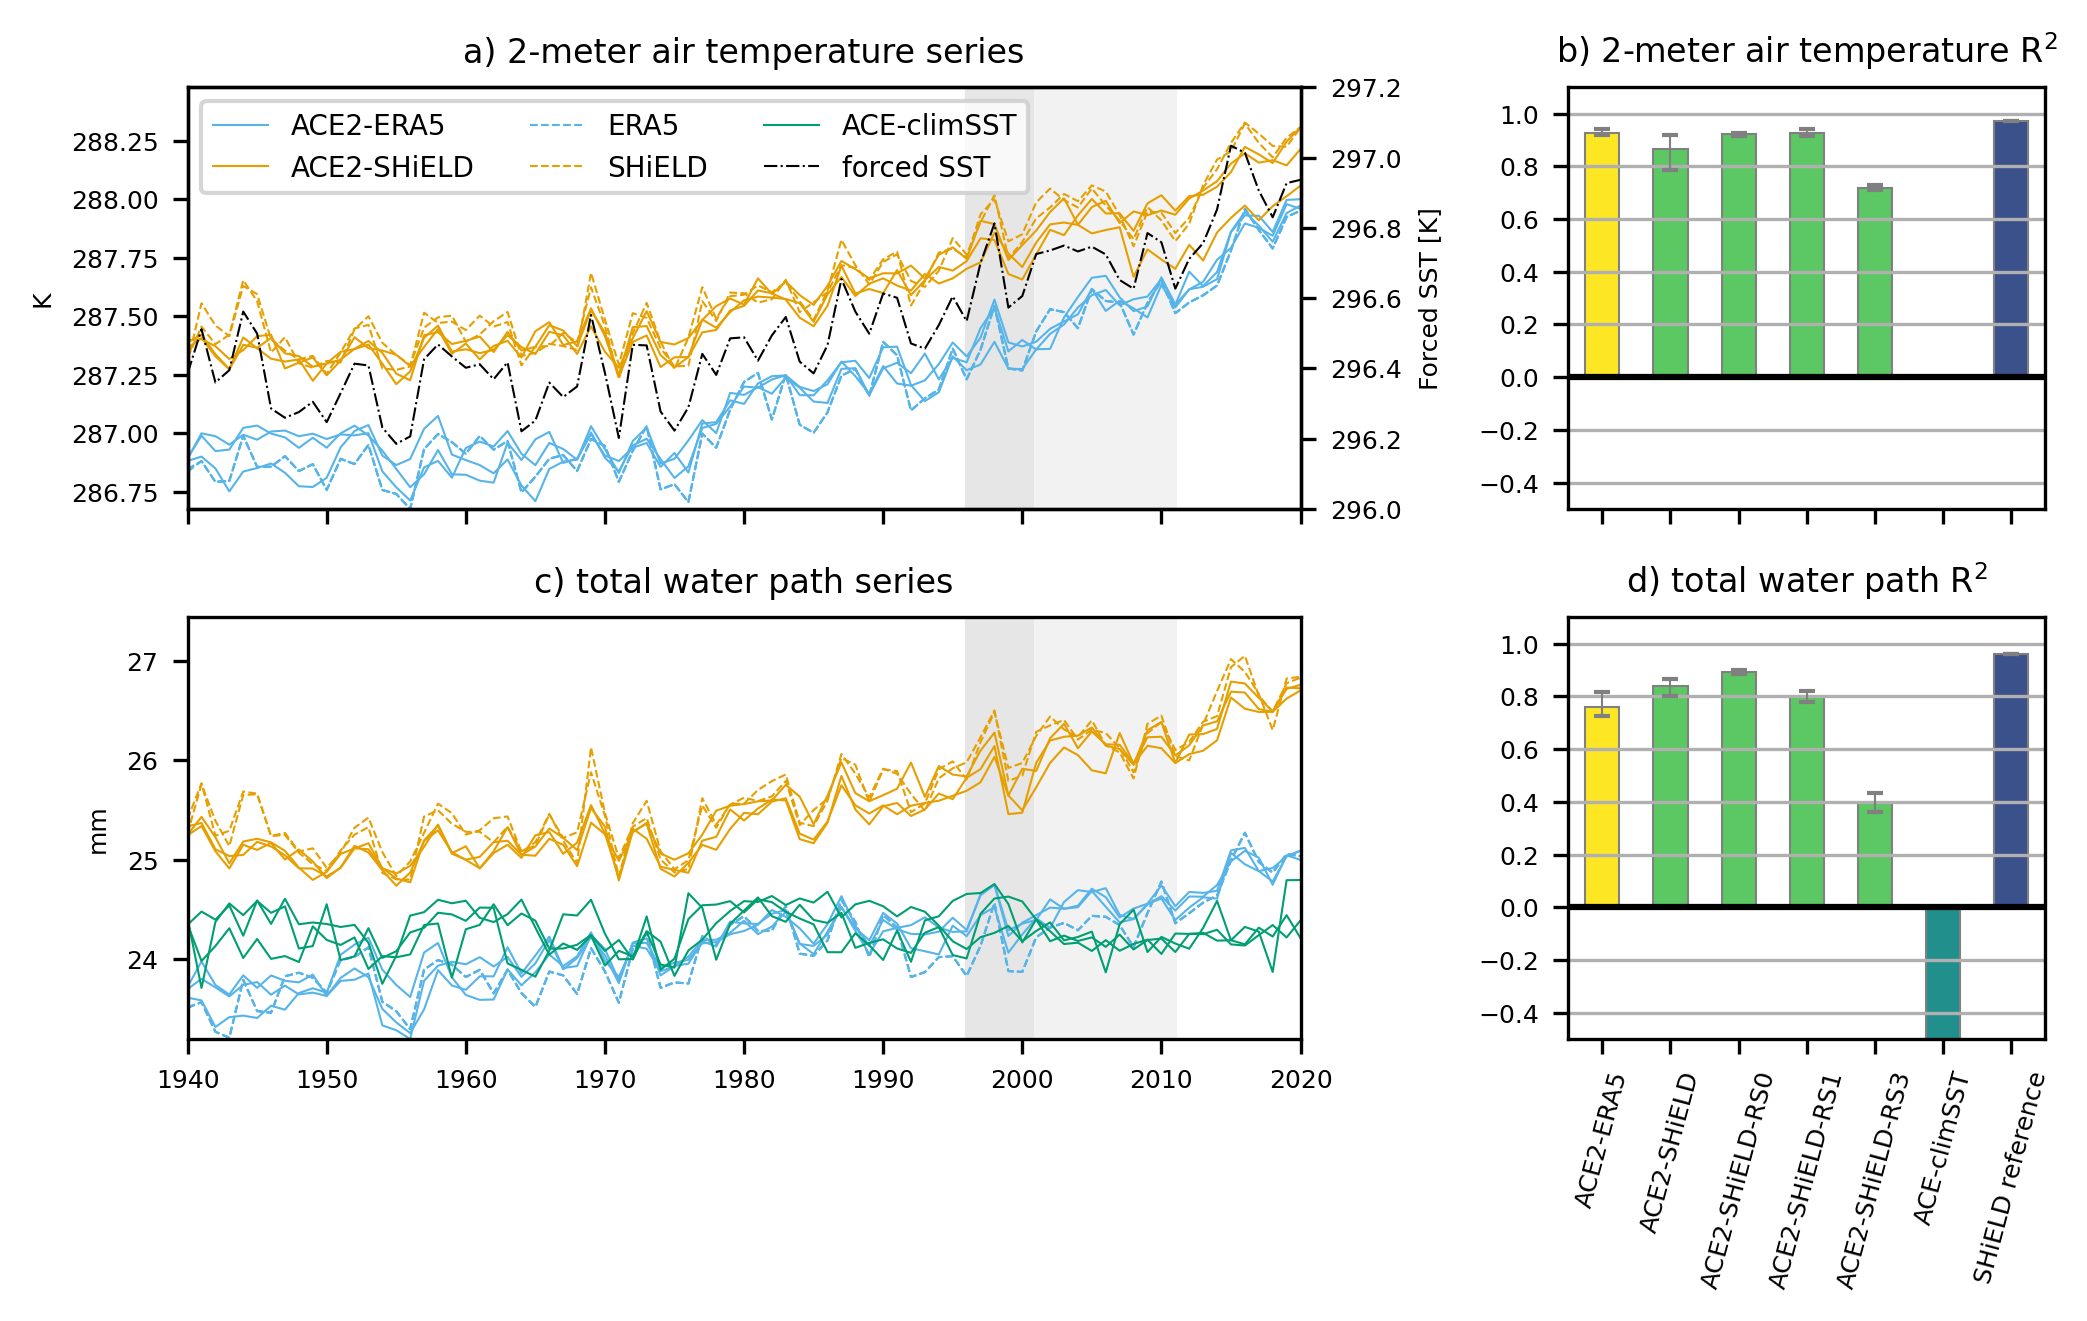 a) 2-meter air temperature series
288.25
288.00
287.75
287.50
287.25
287.00
286.75
K
ACE2-ERA5
ERA5
ACE-climSST
ACE2-SHiELD
SHiELD
forced SST
297.2
297.0
296.8
296.6
296.4
296.2
296.0
Forced SST [K]
b) 2-meter air temperature R²
1.0
0.8
0.6
0.4
0.2
0.0
−0.2
−0.4
c) total water path series
27
26
25
24
mm
1940 1950 1960 1970 1980 1990 2000 2010 2020
d) total water path R²
1.0
0.8
0.6
0.4
0.2
0.0
−0.2
−0.4
ACE2-ERA5
ACE2-SHiELD
ACE2-SHiELD-RS0
ACE2-SHiELD-RS1
ACE2-SHiELD-RS3
ACE-climSST
SHiELD reference